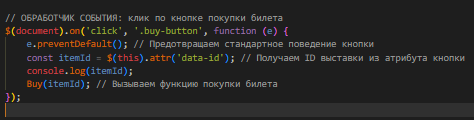 // ОБРАБОТЧИК СОБЫТИЯ: клик по кнопке покупки билета
$(document).on('click', '.buy-button', function (e) {
    e.preventDefault(); // Предотвращаем стандартное поведение кнопки
    const itemId = $(this).attr('data-id'); // Получаем ID выставки из атрибута кнопки
    console.log(itemId);
    Buy(itemId); // Вызываем функцию покупки билета
});